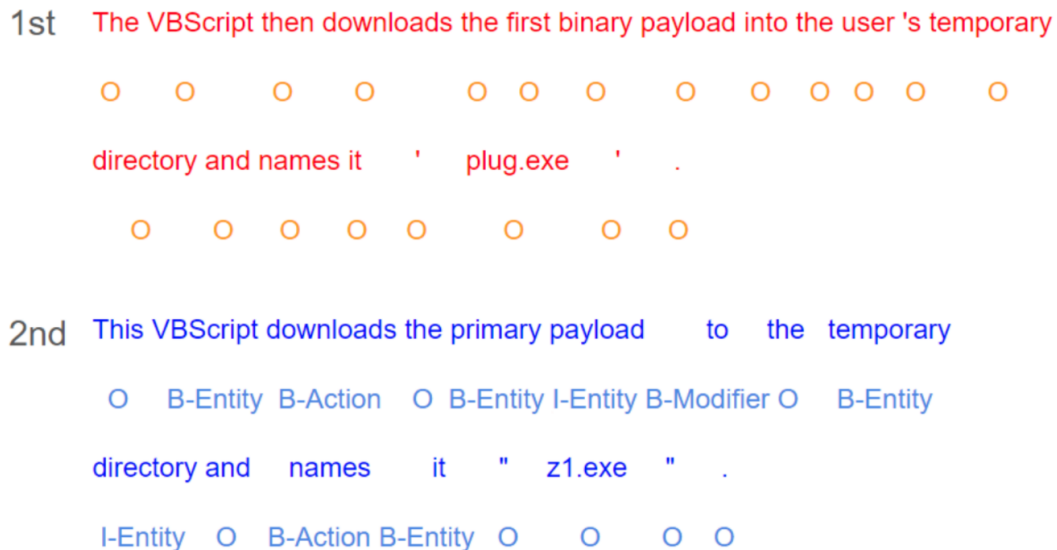 1st The VBScript then downloads the first binary payload into the user 's temporary
O O O O O O O O O O O O O
directory and names it ' plug.exe ' .
O O O O O O O O
2nd This VBScript downloads the primary payload to the temporary
O B-Entity B-Action O B-Entity I-Entity B-Modifier O B-Entity
directory and names it " z1.exe " .
I-Entity O B-Action B-Entity O O O O